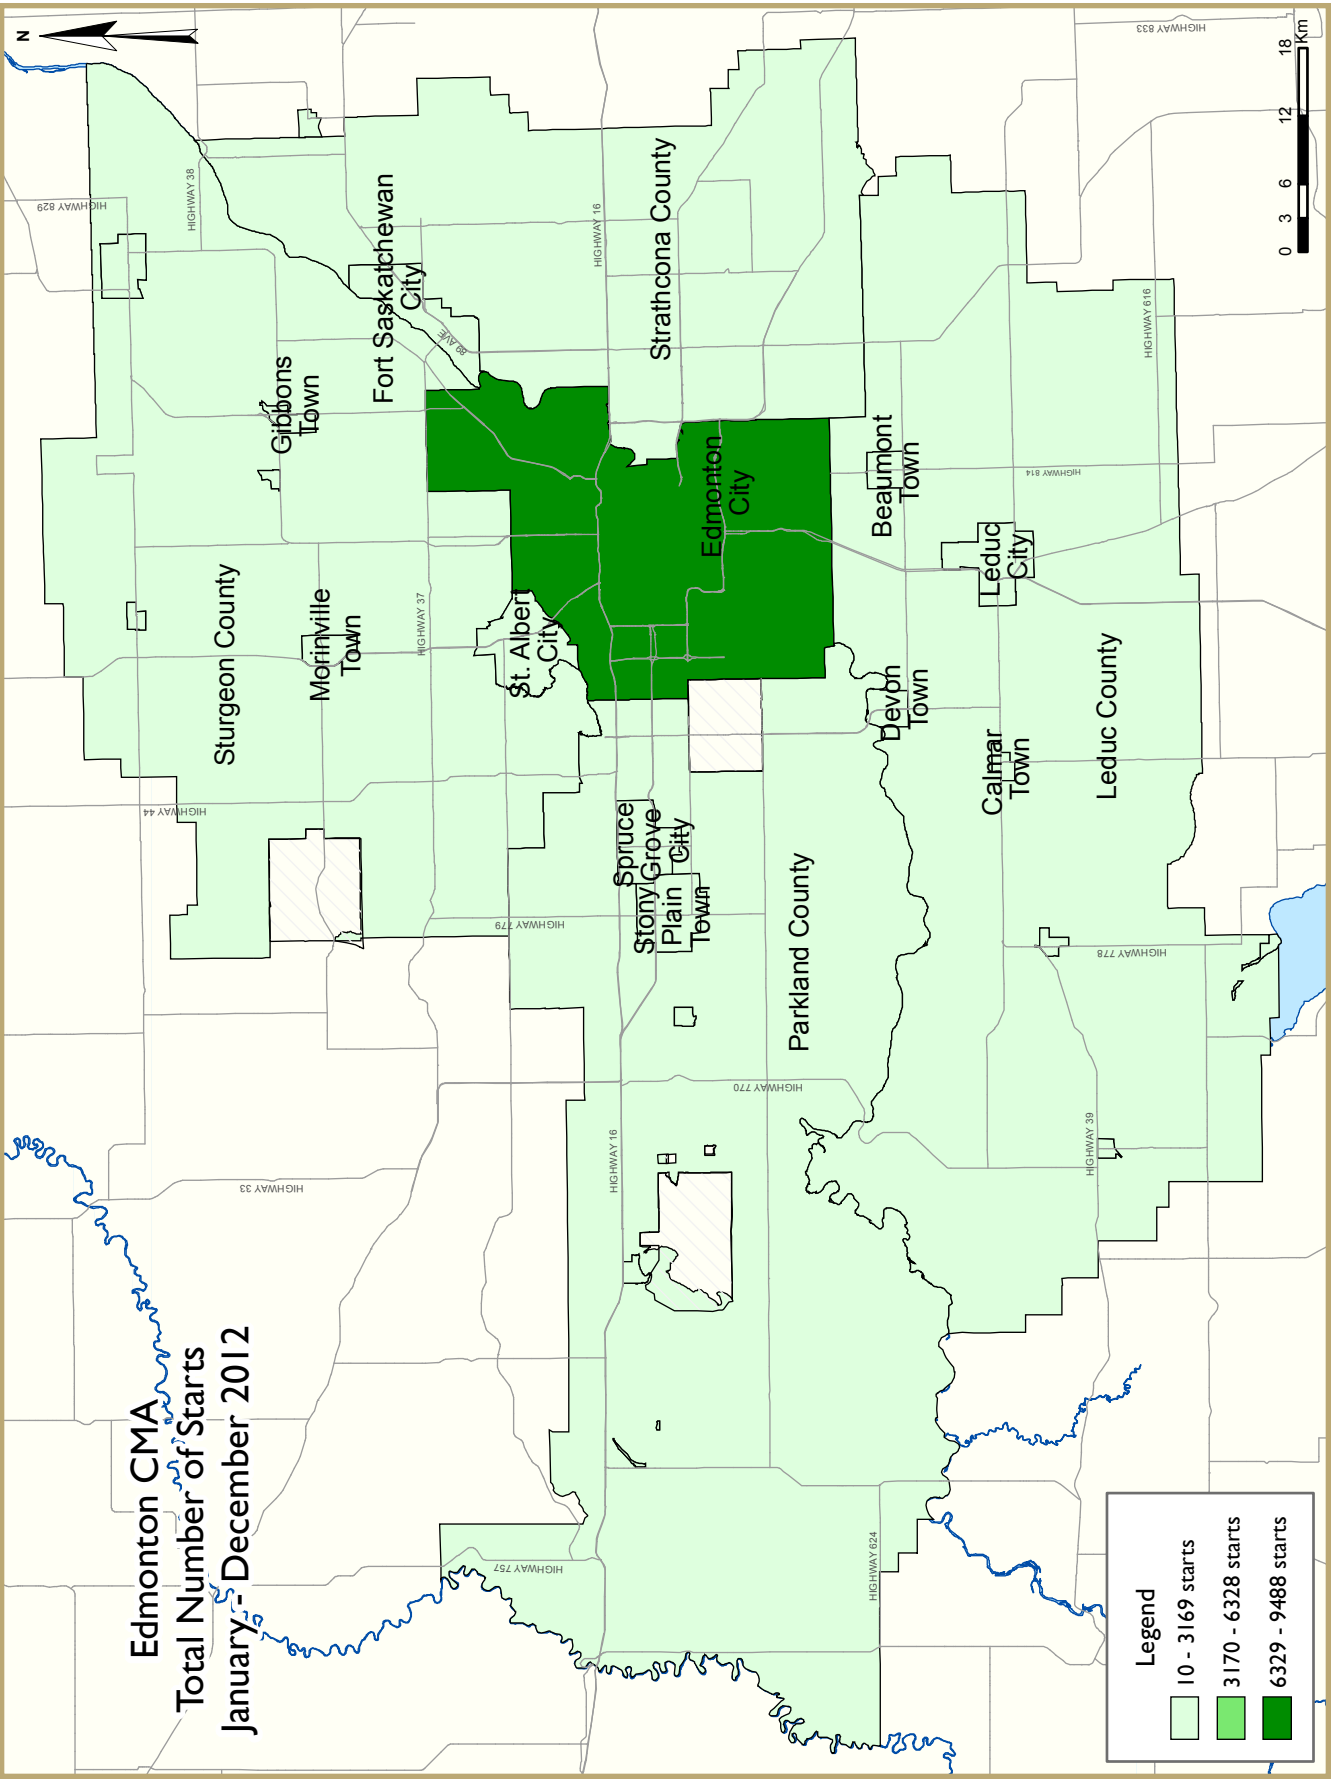 Edmonton CMA
Total Number of Starts
January - December 2012
N
HIGHWAY 829
HIGHWAY 38
HIGHWAY 833
Gibbons
Town
Fort Saskatchewan
City
89 AVE
HIGHWAY 16
Strathcona County
Sturgeon County
Morinville
Town
HIGHWAY 37
HIGHWAY 44
St. Albert
City
Edmonton
City
HIGHWAY 779
Spruce
Grove
City
Stony
Plain
Town
Parkland County
HIGHWAY 770
HIGHWAY 33
HIGHWAY 16
HIGHWAY 757
HIGHWAY 624
Beaumont
Town
HIGHWAY 814
HIGHWAY 616
Leduc
City
Devon
Town
Calmar
Town
Leduc County
HIGHWAY 778
HIGHWAY 39
0 3 6 12 18
Km
Legend
10 - 3169 starts
3170 - 6328 starts
6329 - 9488 starts